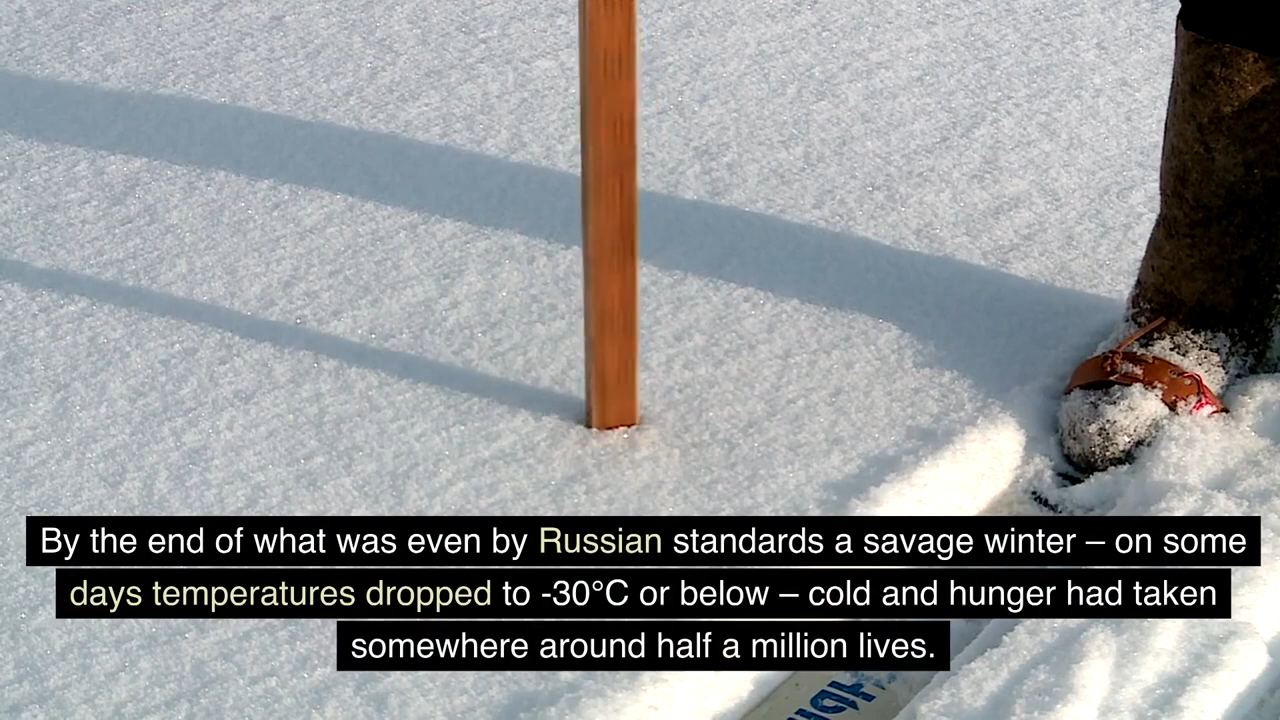 By the end of what was even by Russian standards a savage winter – on some
days temperatures dropped to -30°C or below – cold and hunger had taken
somewhere around half a million lives.